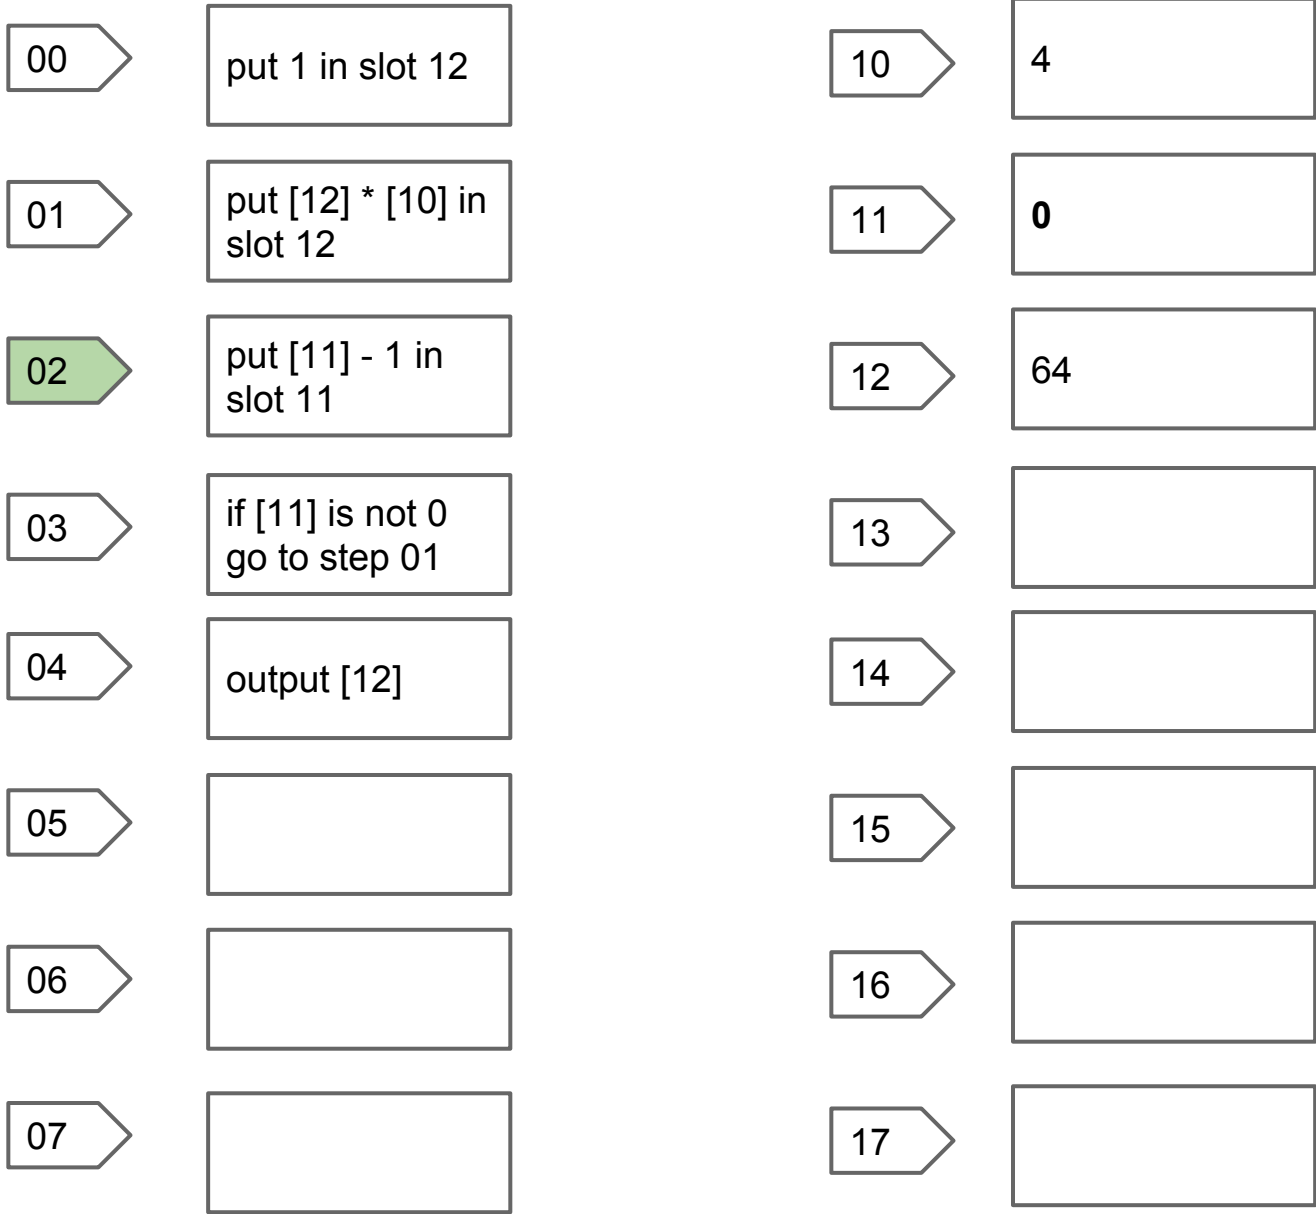 00
put 1 in slot 12
01
put [12] * [10] in
slot 12
02
put [11] - 1 in
slot 11
03
if [11] is not 0
go to step 01
04
output [12]
05
06
07
10
4
11
0
12
64
13
14
15
16
17